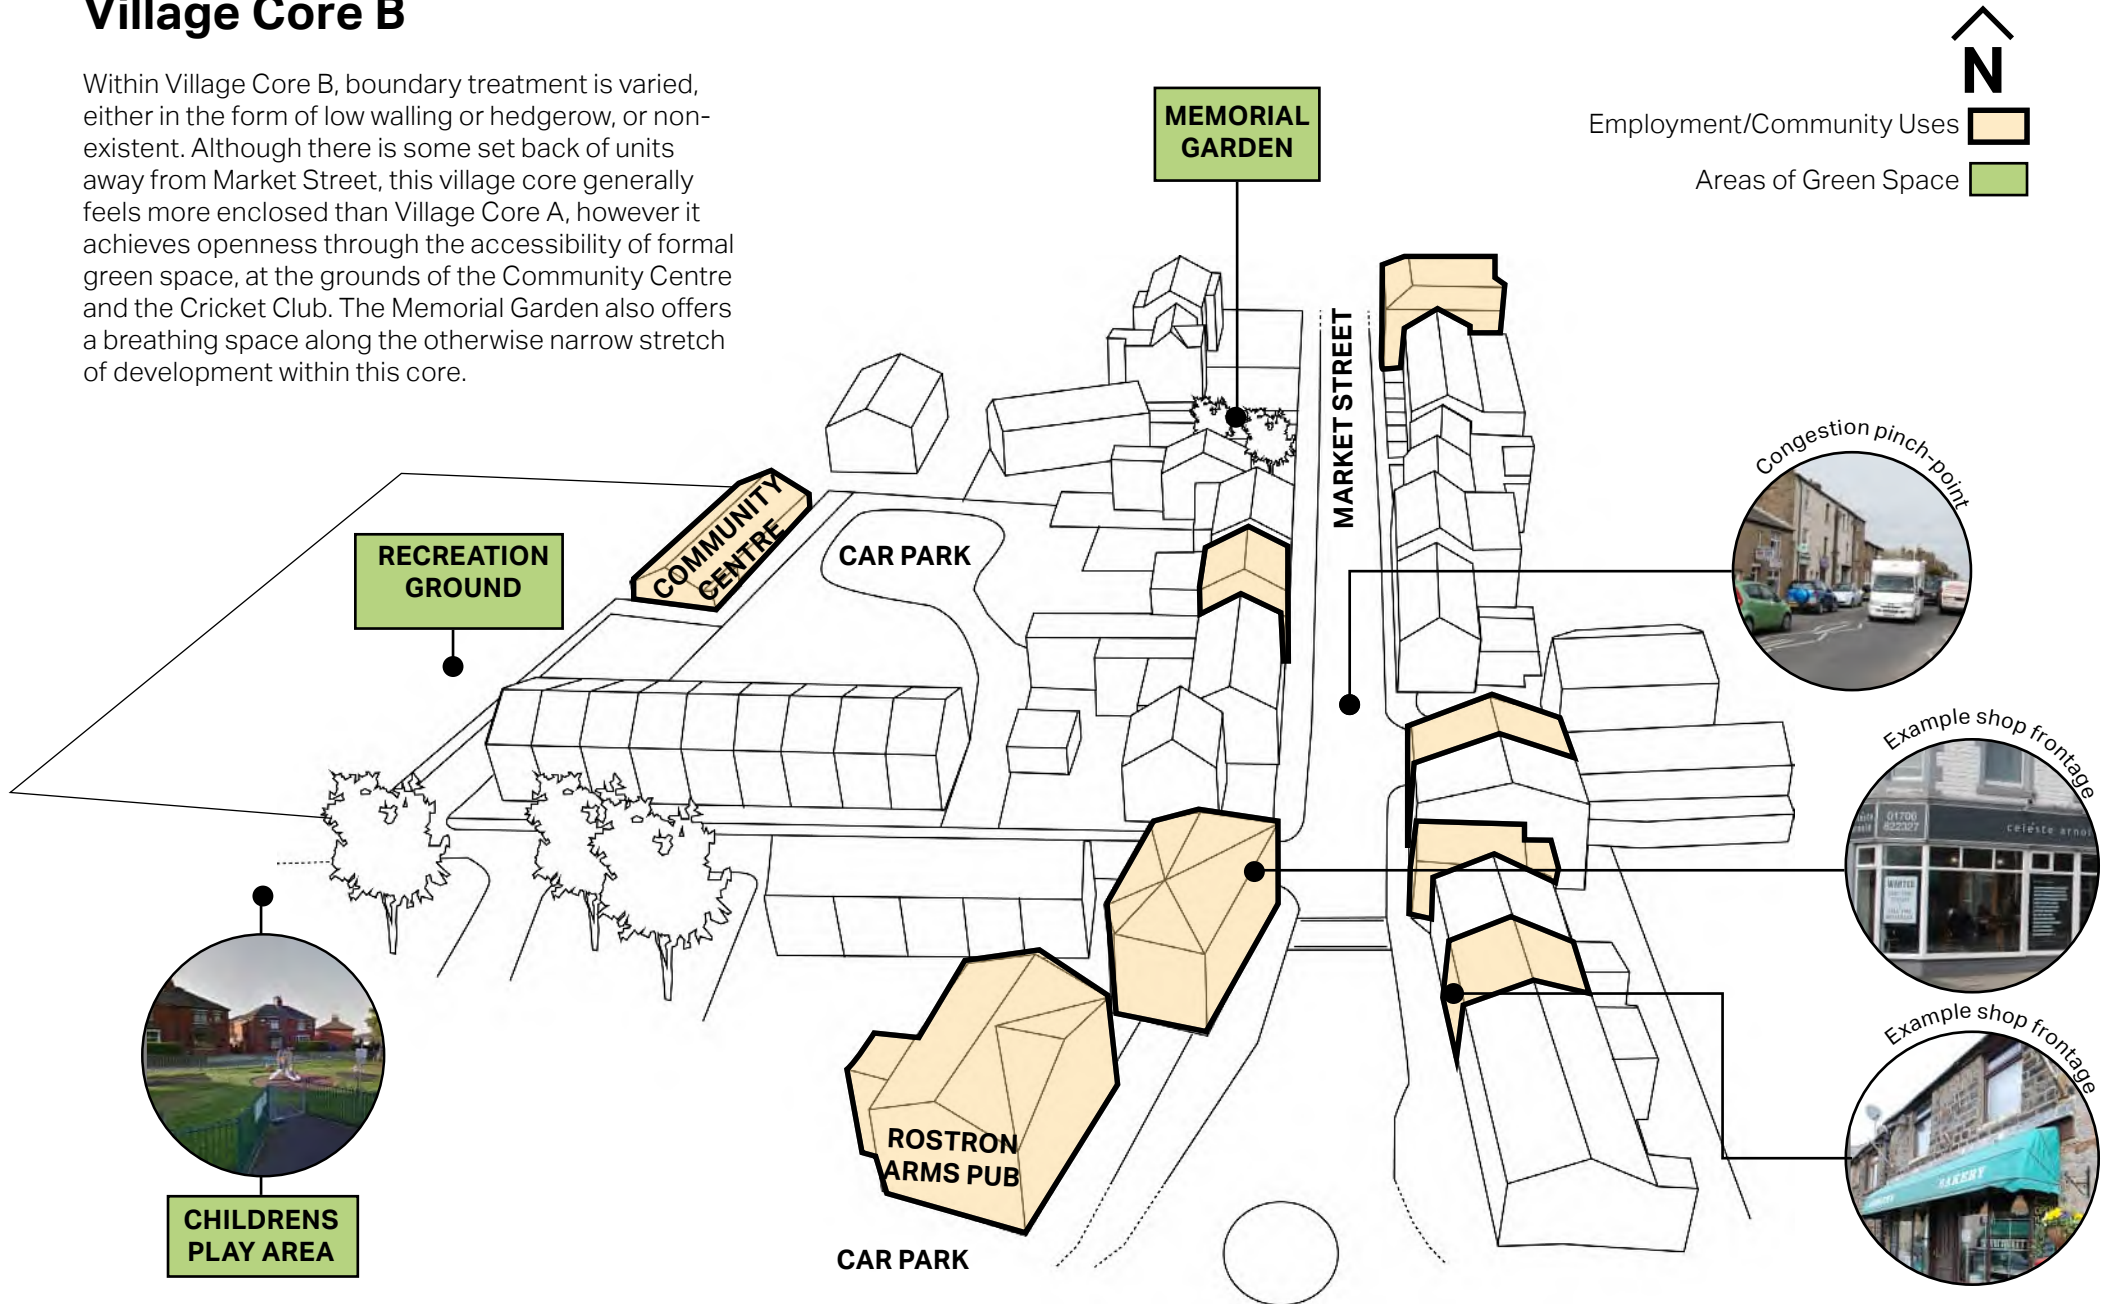 Village Core B
Within Village Core B, boundary treatment is varied,
either in the form of low walling or hedgerow, or non-
existent. Although there is some set back of units
away from Market Street, this village core generally
feels more enclosed than Village Core A, however it
achieves openness through the accessibility of formal
green space, at the grounds of the Community Centre
and the Cricket Club. The Memorial Garden also offers
a breathing space along the otherwise narrow stretch
of development within this core.
N
Employment/Community Uses
Areas of Green Space
MEMORIAL
GARDEN
MARKET STREET
Congestion pinch-point
COMMUNITY
CENTRE
CAR PARK
RECREATION
GROUND
Example shop frontage
01706
822327
celeste arnol
WANTED
Example shop frontage
BAKERY
ROSTRON
ARMS PUB
CAR PARK
CHILDRENS
PLAY AREA